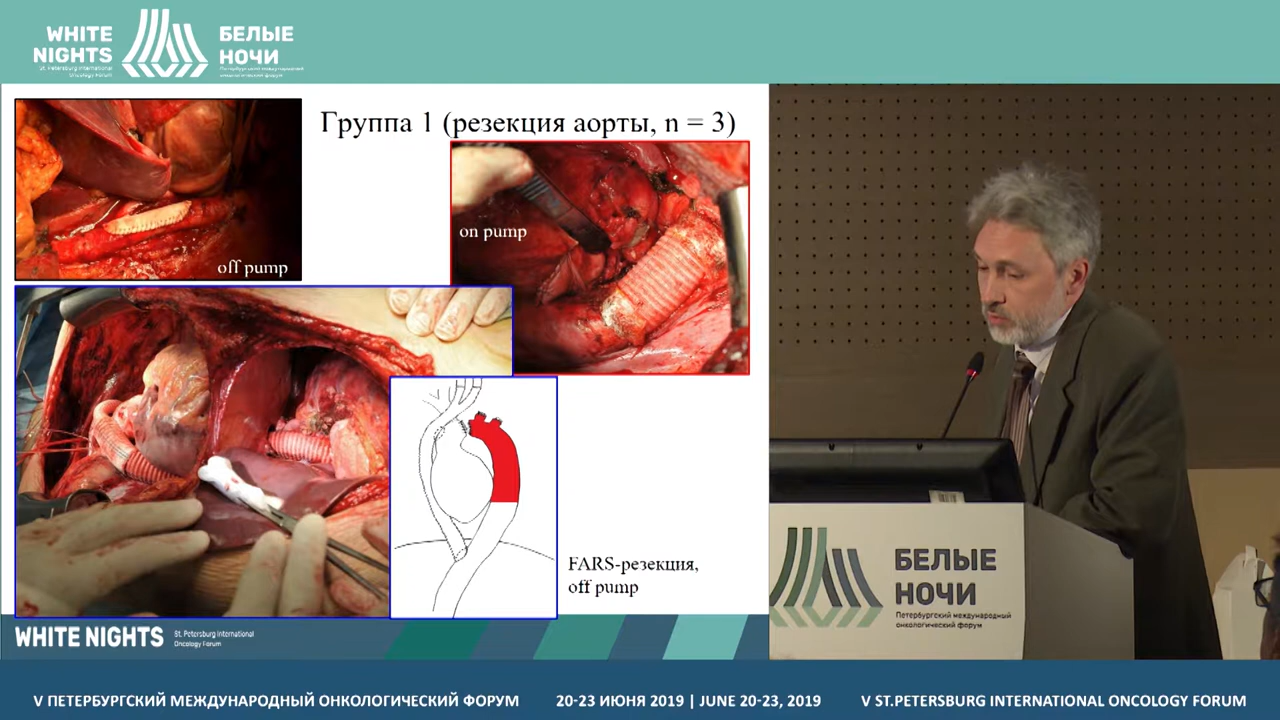 WHITE
NIGHTS
St. Petersburg International
Oncology Forum
БЕЛЫЕ
НОЧИ
Петербургский международный
онкологический форум
Группа 1 (резекция аорты, n = 3)
off pump
on pump
FARS-резекция,
off pump
WHITE NIGHTS
St. Petersburg International
Oncology Forum
БЕЛЫЕ
НОЧИ
Петербургский международный
онкологический форум
V ПЕТЕРБУРГСКИЙ МЕЖДУНАРОДНЫЙ ОНКОЛОГИЧЕСКИЙ ФОРУМ
20-23 ИЮНЯ 2019 | JUNE 20-23, 2019
V ST.PETERSBURG INTERNATIONAL ONCOLOGY FORUM